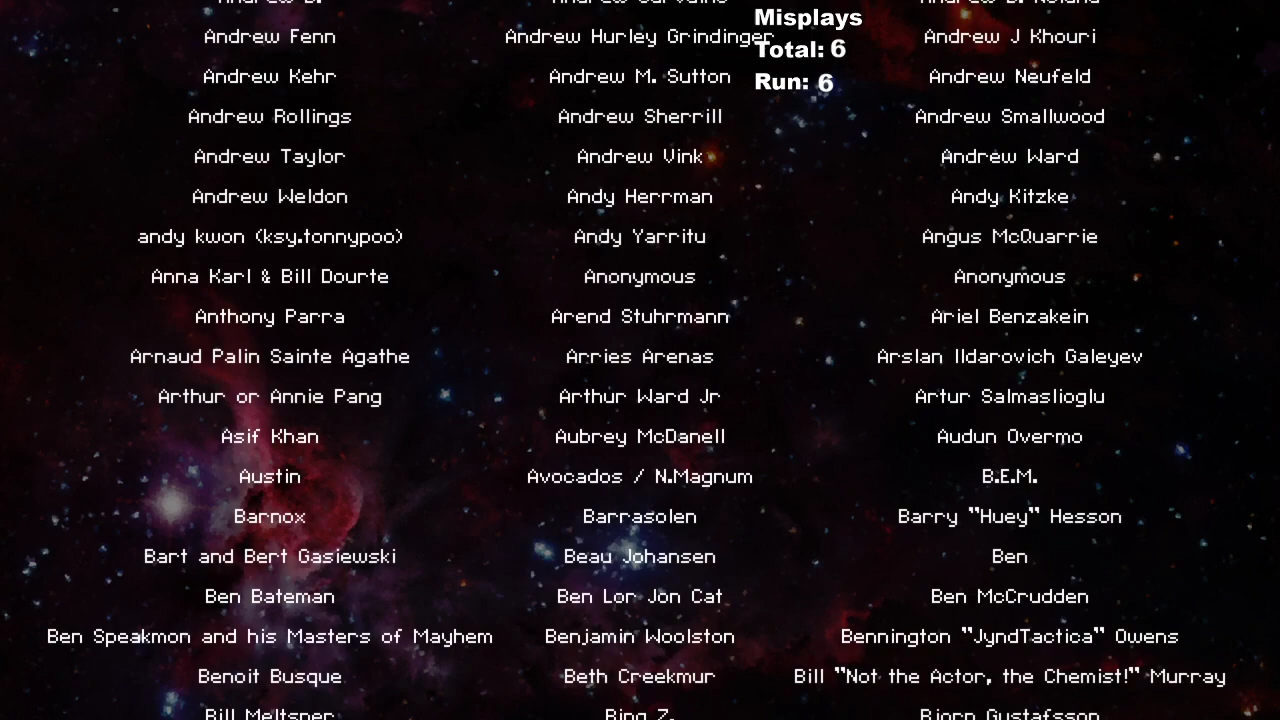 Misplays
Total: 6
Run: 6
Andrew Fenn Andrew Hurley Grindinger Andrew J Khouri
Andrew Kehr Andrew M. Sutton Andrew Neufeld
Andrew Rollings Andrew Sherrill Andrew Smallwood
Andrew Taylor Andrew Vink Andrew Ward
Andrew Weldon Andy Herrman Andy Kitzke
andy kwon (ksy.tonnypoo) Andy Yarritu Angus McQuarrie
Anna Karl & Bill Dourte Anonymous Anonymous
Anthony Parra Arend Stuhrmann Ariel Benzakein
Arnaud Palin Sainte Agathe Arries Arenas Arslan Ildarovich Galeyev
Arthur or Annie Pang Arthur Ward Jr Artur Salmaslioglu
Asif Khan Aubrey McDanell Audun Overmo
Austin Avocados / N.Magnum B.E.M.
Barnox Barrasolen Barry "Huey" Hesson
Bart and Bert Gasiewski Beau Johansen Ben
Ben Bateman Ben Lor Jon Cat Ben McCrudden
Ben Speakmon and his Masters of Mayhem Benjamin Woolston Bennington "JyndTactica" Owens
Benoit Busque Beth Creekmur Bill "Not the Actor, the Chemist!" Murray
Bill Meltsner Bing Z. Bjorn Gustafsson